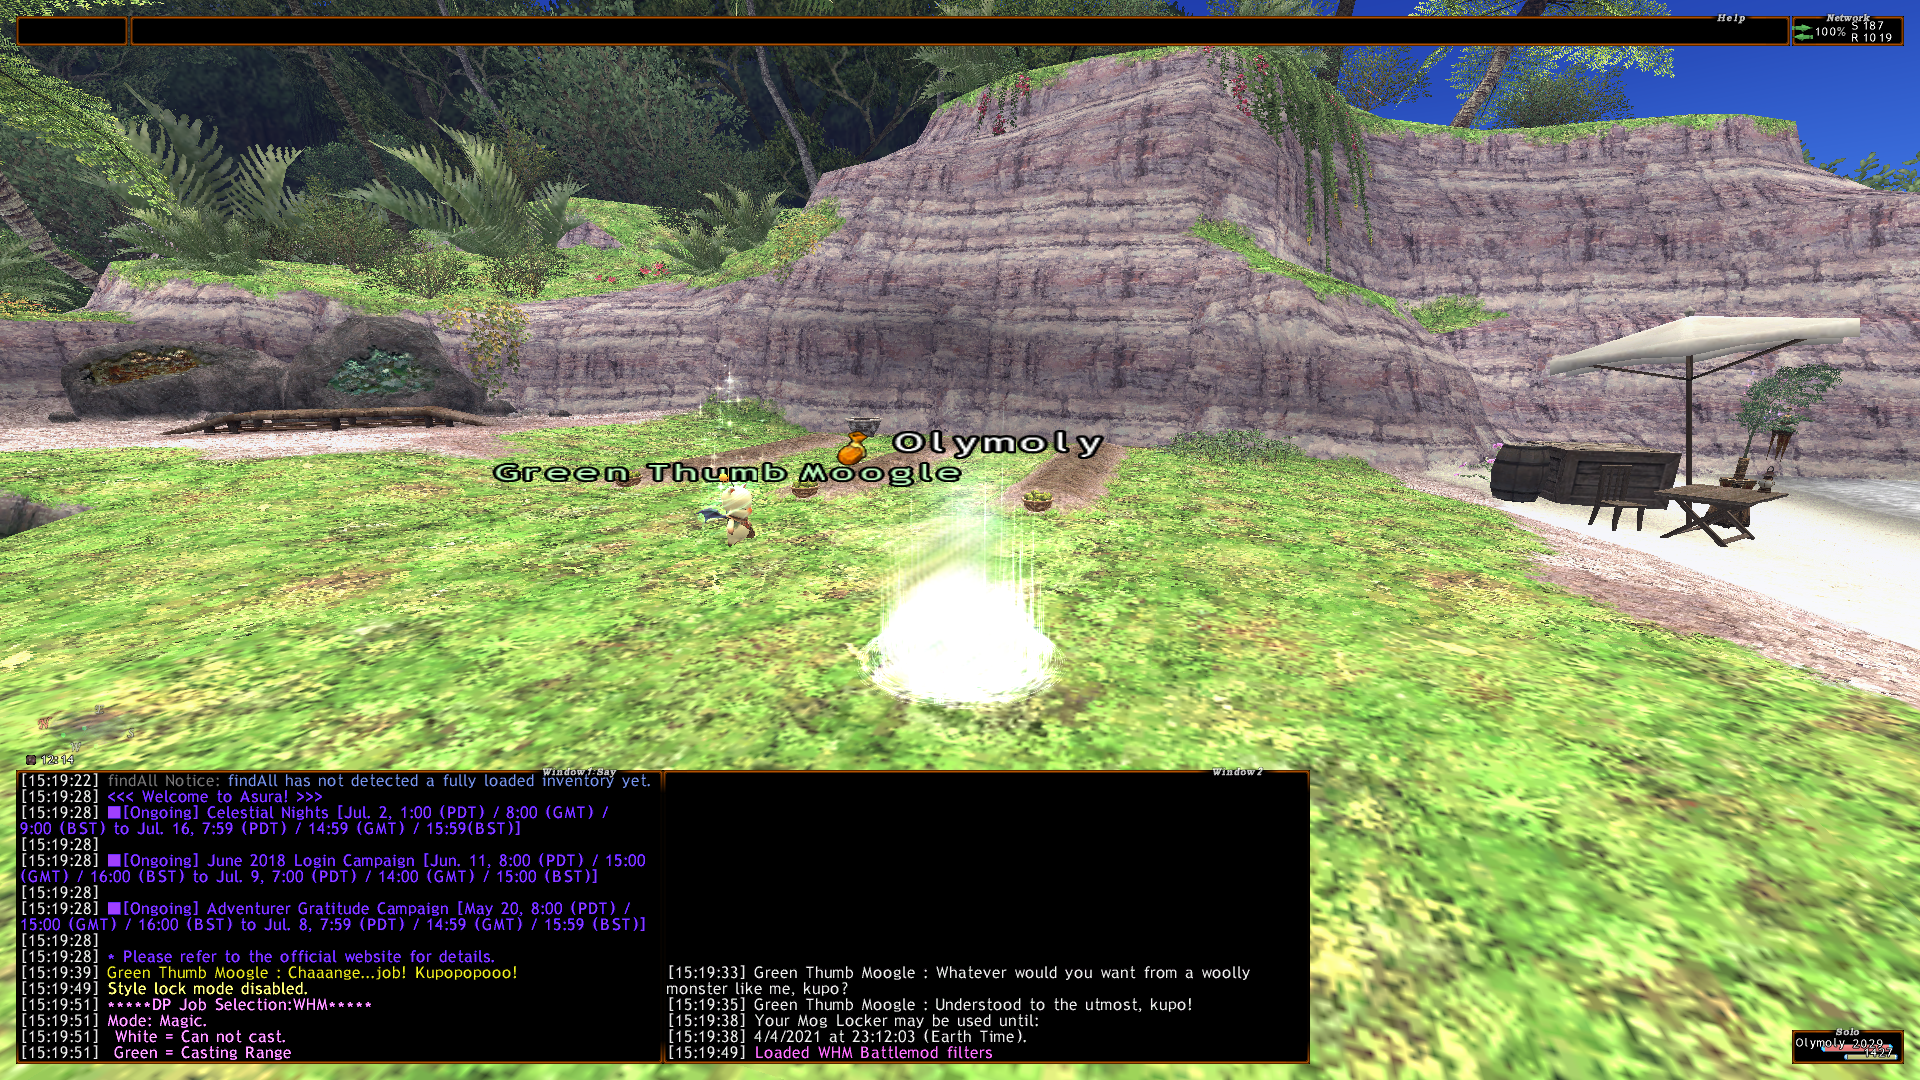 Help
Network
100% S 187
R 1019
Olymoly
Green Thumb Moogle
12:14
Window1:Say
[15:19:22] findAll Notice: findAll has not detected a fully loaded inventory yet.
[15:19:28] <<< Welcome to Asura! >>>
[15:19:28] ■[Ongoing] Celestial Nights [Jul. 2, 1:00 (PDT) / 8:00 (GMT) /
9:00 (BST) to Jul. 16, 7:59 (PDT) / 14:59 (GMT) / 15:59(BST)]
[15:19:28]
[15:19:28] ■[Ongoing] June 2018 Login Campaign [Jun. 11, 8:00 (PDT) / 15:00
(GMT) / 16:00 (BST) to Jul. 9, 7:00 (PDT) / 14:00 (GMT) / 15:00 (BST)]
[15:19:28]
[15:19:28] ■[Ongoing] Adventurer Gratitude Campaign [May 20, 8:00 (PDT) /
15:00 (GMT) / 16:00 (BST) to Jul. 8, 7:59 (PDT) / 14:59 (GMT) / 15:59 (BST)]
[15:19:28]
[15:19:28] * Please refer to the official website for details.
[15:19:39] Green Thumb Moogle : Chaaange...job! Kupopopooo!
[15:19:49] Style lock mode disabled.
[15:19:51] *****DP Job Selection:WHM*****
[15:19:51] Mode: Magic.
[15:19:51] White = Can not cast.
[15:19:51] Green = Casting Range
Window2
[15:19:33] Green Thumb Moogle : Whatever would you want from a woolly
monster like me, kupo?
[15:19:35] Green Thumb Moogle : Understood to the utmost, kupo!
[15:19:38] Your Mog Locker may be used until:
[15:19:38] 4/4/2021 at 23:12:03 (Earth Time).
[15:19:49] Loaded WHM Battlemod filters
Solo
Olymoly 2029
1427